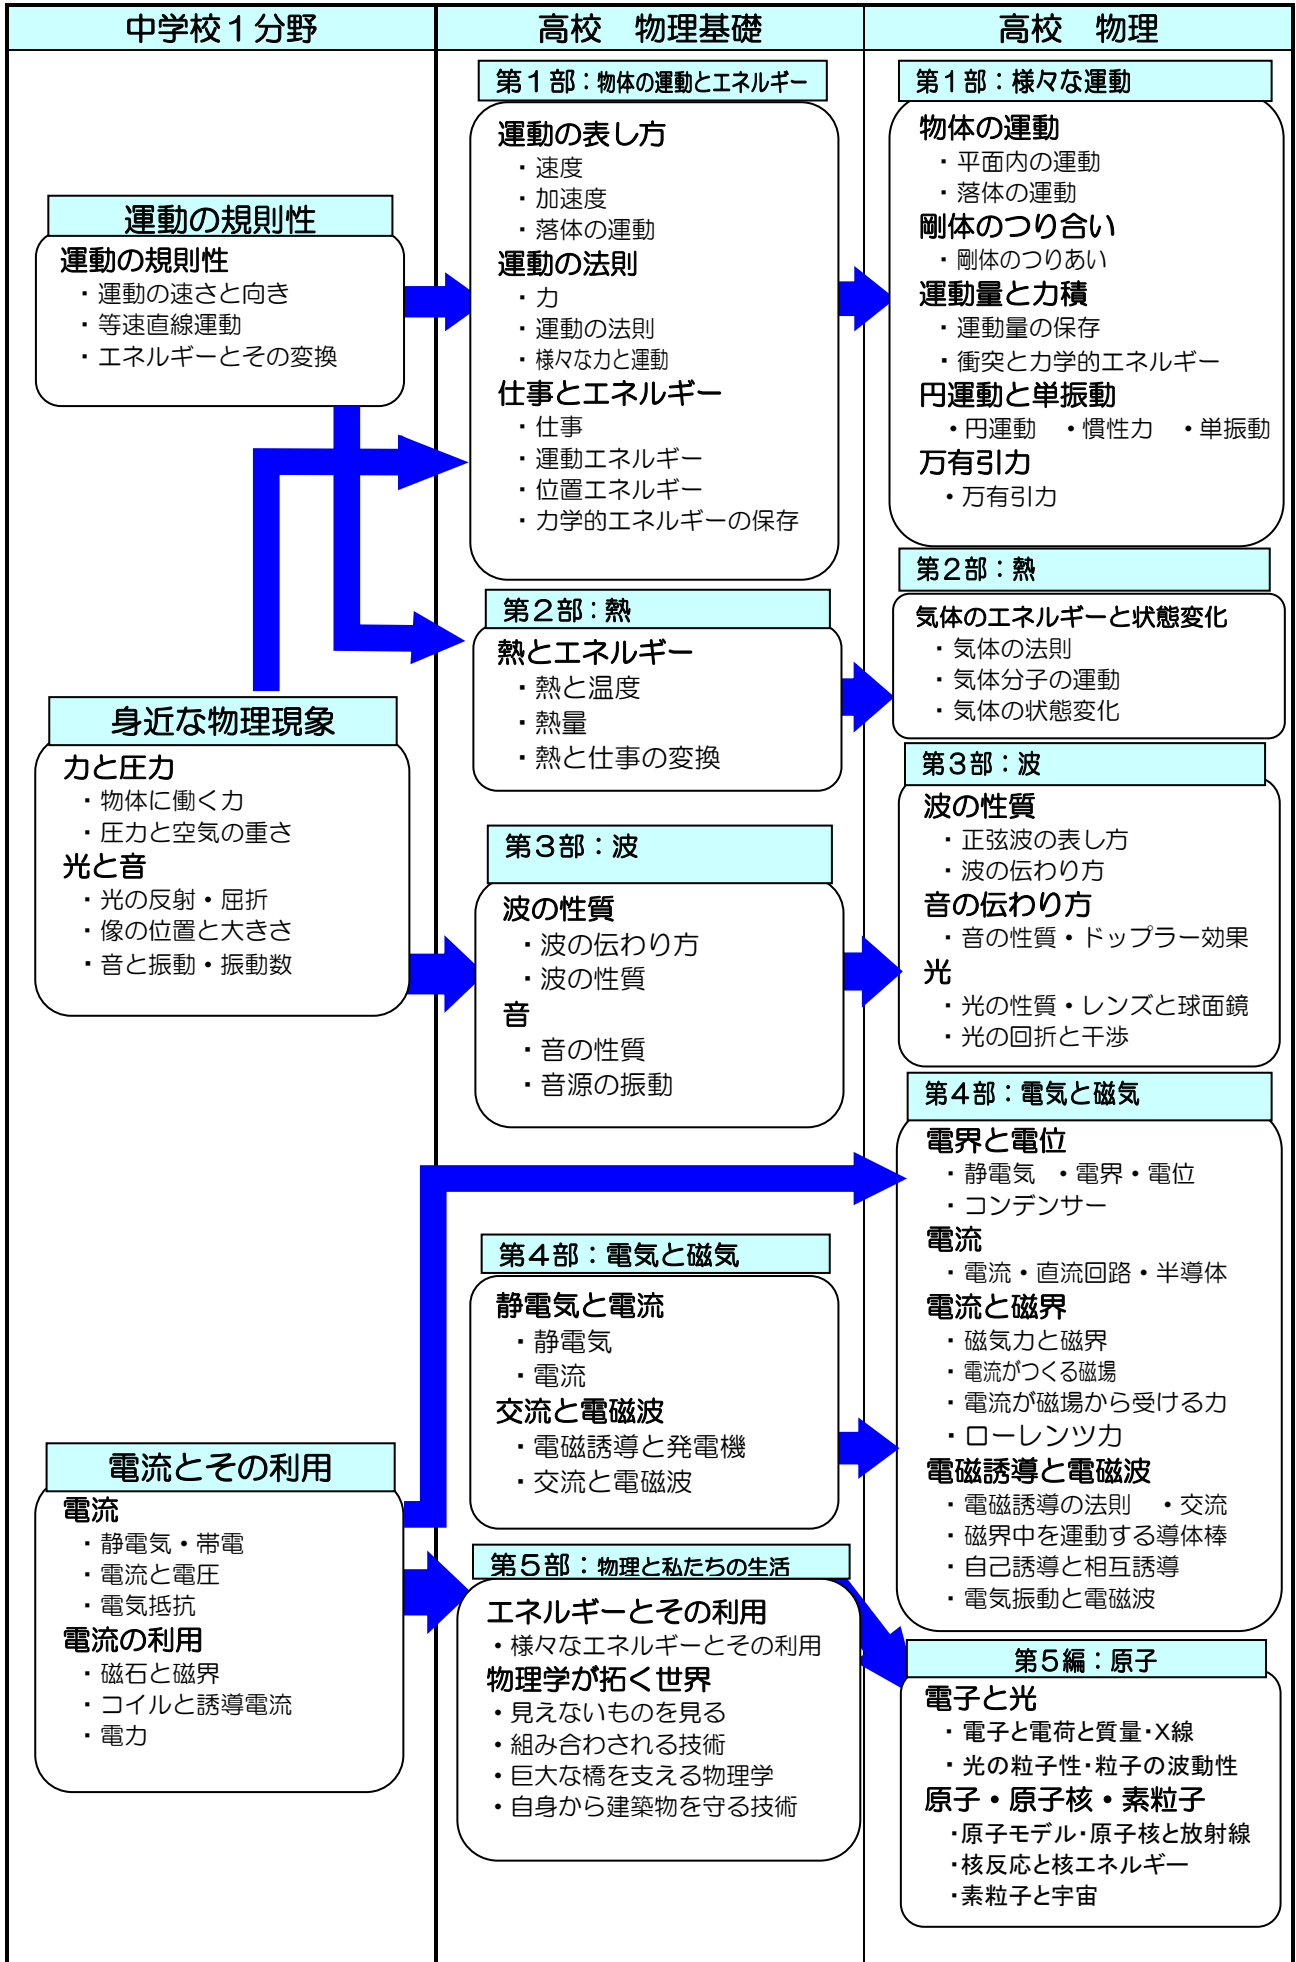 中学校１分野
高校　物理基礎
高校　物理
運動の規則性
運動の規則性
・運動の速さと向き
・等速直線運動
・エネルギーとその変換
身近な物理現象
力と圧力
・物体に働く力
・圧力と空気の重さ
光と音
・光の反射・屈折
・像の位置と大きさ
・音と振動・振動数
電流とその利用
電流
・静電気・帯電
・電流と電圧
・電気抵抗
電流の利用
・磁石と磁界
・コイルと誘導電流
・電力
第１部：物体の運動とエネルギー
運動の表し方
・速度
・加速度
・落体の運動
運動の法則
・力
・運動の法則
・様々な力と運動
仕事とエネルギー
・仕事
・運動エネルギー
・位置エネルギー
・力学的エネルギーの保存
第２部：熱
熱とエネルギー
・熱と温度
・熱量
・熱と仕事の変換
第３部：波
波の性質
・波の伝わり方
・波の性質
音
・音の性質
・音源の振動
第４部：電気と磁気
静電気と電流
・静電気
・電流
交流と電磁波
・電磁誘導と発電機
・交流と電磁波
第５部：物理と私たちの生活
エネルギーとその利用
・様々なエネルギーとその利用
物理学が拓く世界
・見えないものを見る
・組み合わされる技術
・巨大な橋を支える物理学
・自身から建築物を守る技術
第１部：様々な運動
物体の運動
・平面内の運動
・落体の運動
剛体のつり合い
・剛体のつりあい
運動量と力積
・運動量の保存
・衝突と力学的エネルギー
円運動と単振動
・円運動　・慣性力　・単振動
万有引力
・万有引力
第２部：熱
気体のエネルギーと状態変化
・気体の法則
・気体分子の運動
・気体の状態変化
第３部：波
波の性質
・正弦波の表し方
・波の伝わり方
音の伝わり方
・音の性質・ドップラー効果
光
・光の性質・レンズと球面鏡
・光の回折と干渉
第４部：電気と磁気
電界と電位
・静電気　・電界・電位
・コンデンサー
電流
・電流・直流回路・半導体
電流と磁界
・磁気力と磁界
・電流がつくる磁場
・電流が磁場から受ける力
・ローレンツ力
電磁誘導と電磁波
・電磁誘導の法則　・交流
・磁界中を運動する導体棒
・自己誘導と相互誘導
・電気振動と電磁波
第５編：原子
電子と光
・電子と電荷と質量・X線
・光の粒子性・粒子の波動性
原子・原子核・素粒子
・原子モデル・原子核と放射線
・核反応と核エネルギー
・素粒子と宇宙